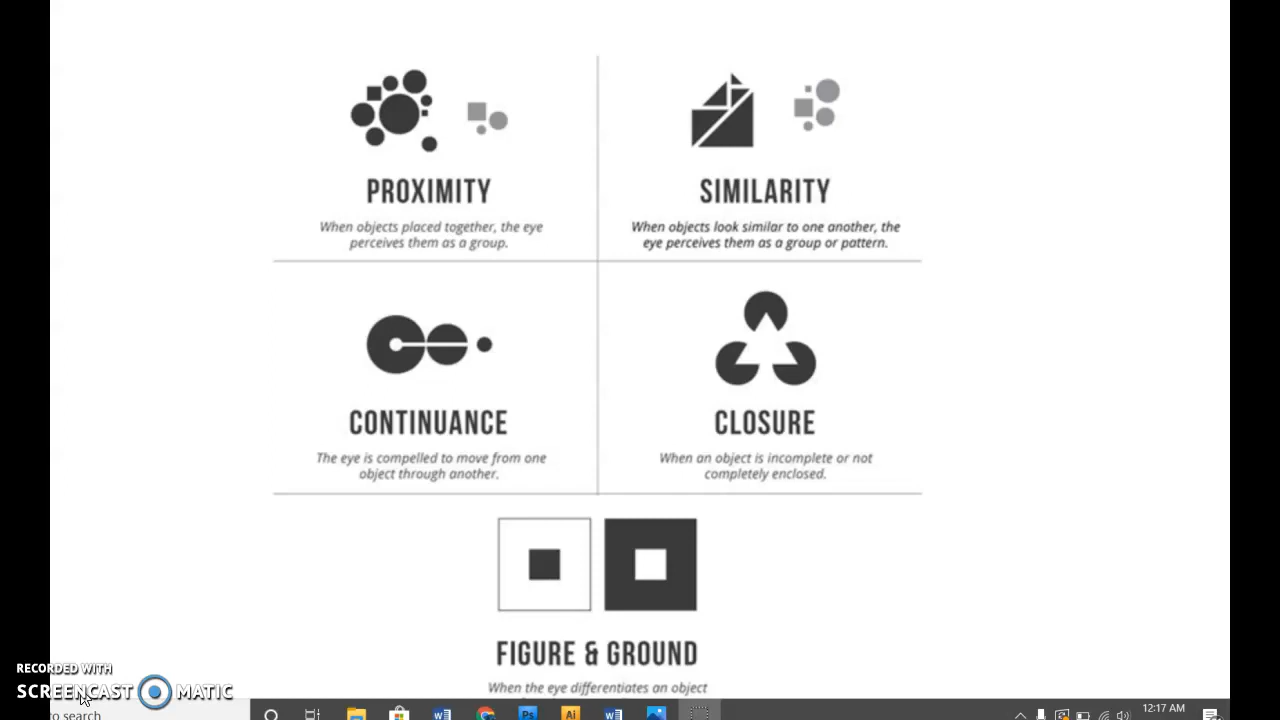 PROXIMITY
When objects placed together, the eye
perceives them as a group.
SIMILARITY
When objects look similar to one another, the
eye perceives them as a group or pattern.
CONTINUANCE
The eye is compelled to move from one
object through another.
CLOSURE
When an object is incomplete or not
completely enclosed.
FIGURE & GROUND
When the eye differentiates an object
RECORDED WITH
SCREENCAST MATIC
to search
12:17 AM